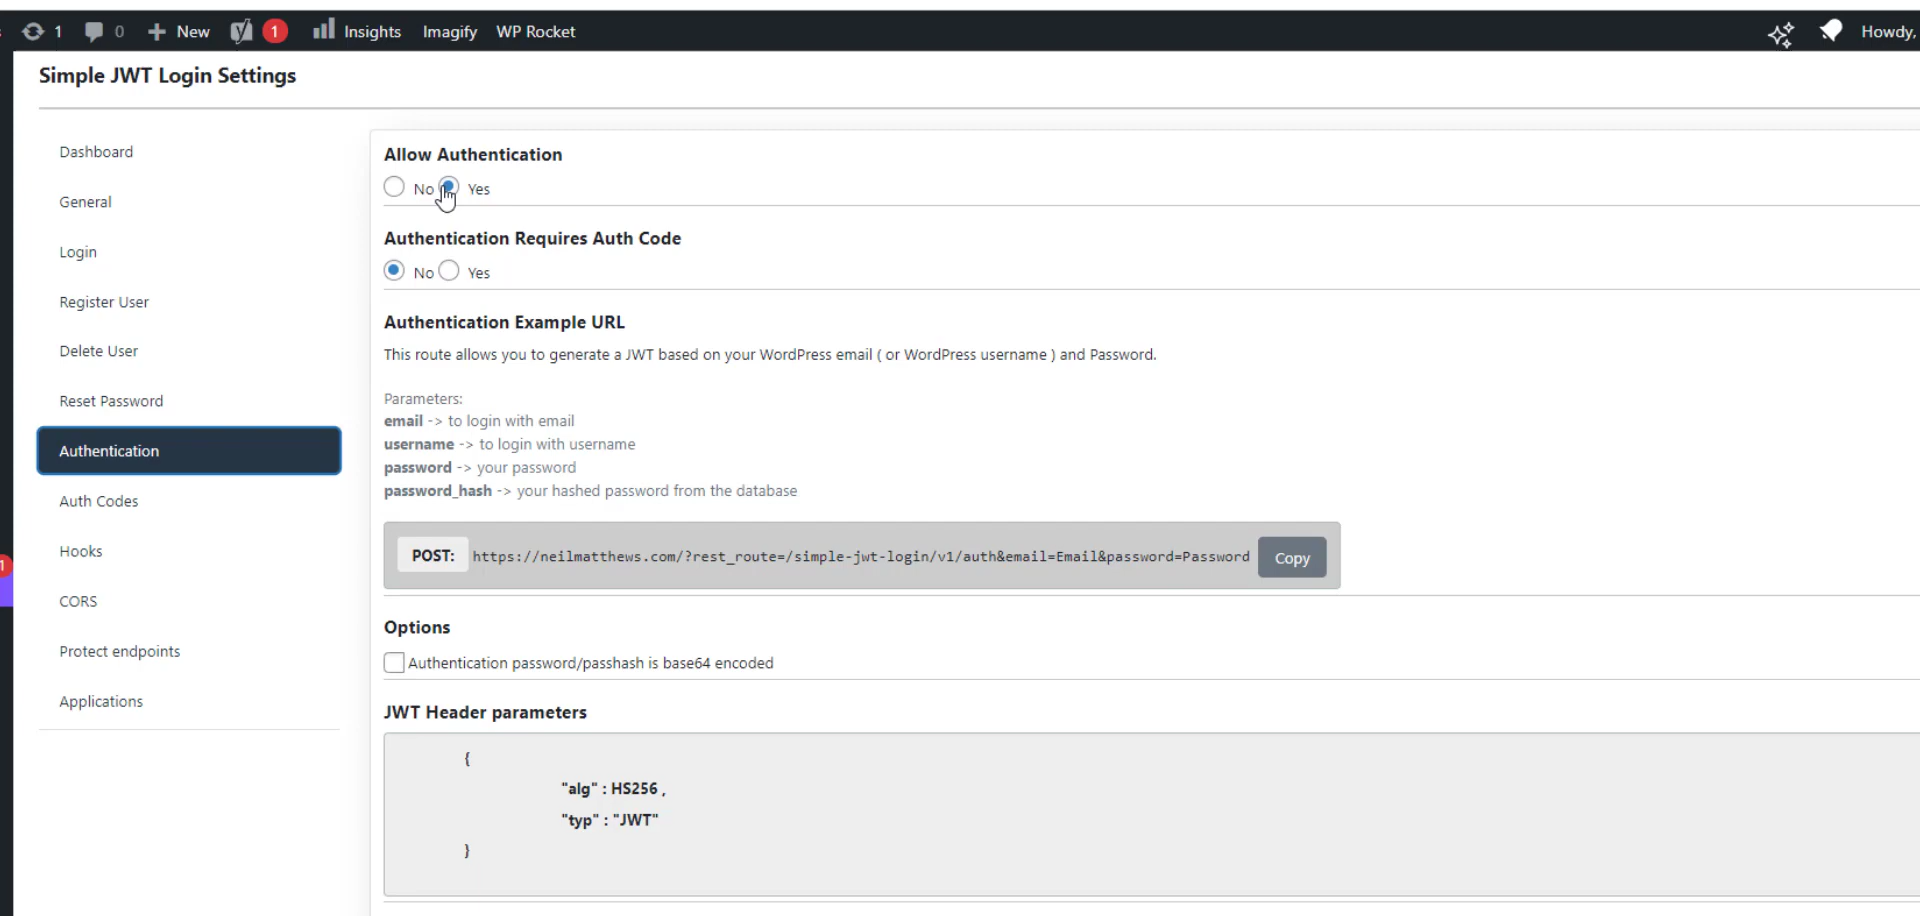 1 0 New 1 Insights Imagify WP Rocket Howdy,
Simple JWT Login Settings
Dashboard
General
Login
Register User
Delete User
Reset Password
Authentication
Auth Codes
Hooks
CORS
Protect endpoints
Applications
1
Allow Authentication
No Yes
Authentication Requires Auth Code
No Yes
Authentication Example URL
This route allows you to generate a JWT based on your WordPress email ( or WordPress username ) and Password.
Parameters:
email -> to login with email
username -> to login with username
password -> your password
password_hash -> your hashed password from the database
POST: https://neilmatthews.com/?rest_route=/simple-jwt-login/v1/auth&email=Email&password=Password Copy
Options
Authentication password/passhash is base64 encoded
JWT Header parameters
{
"alg" : HS256 ,
"typ" : "JWT"
}